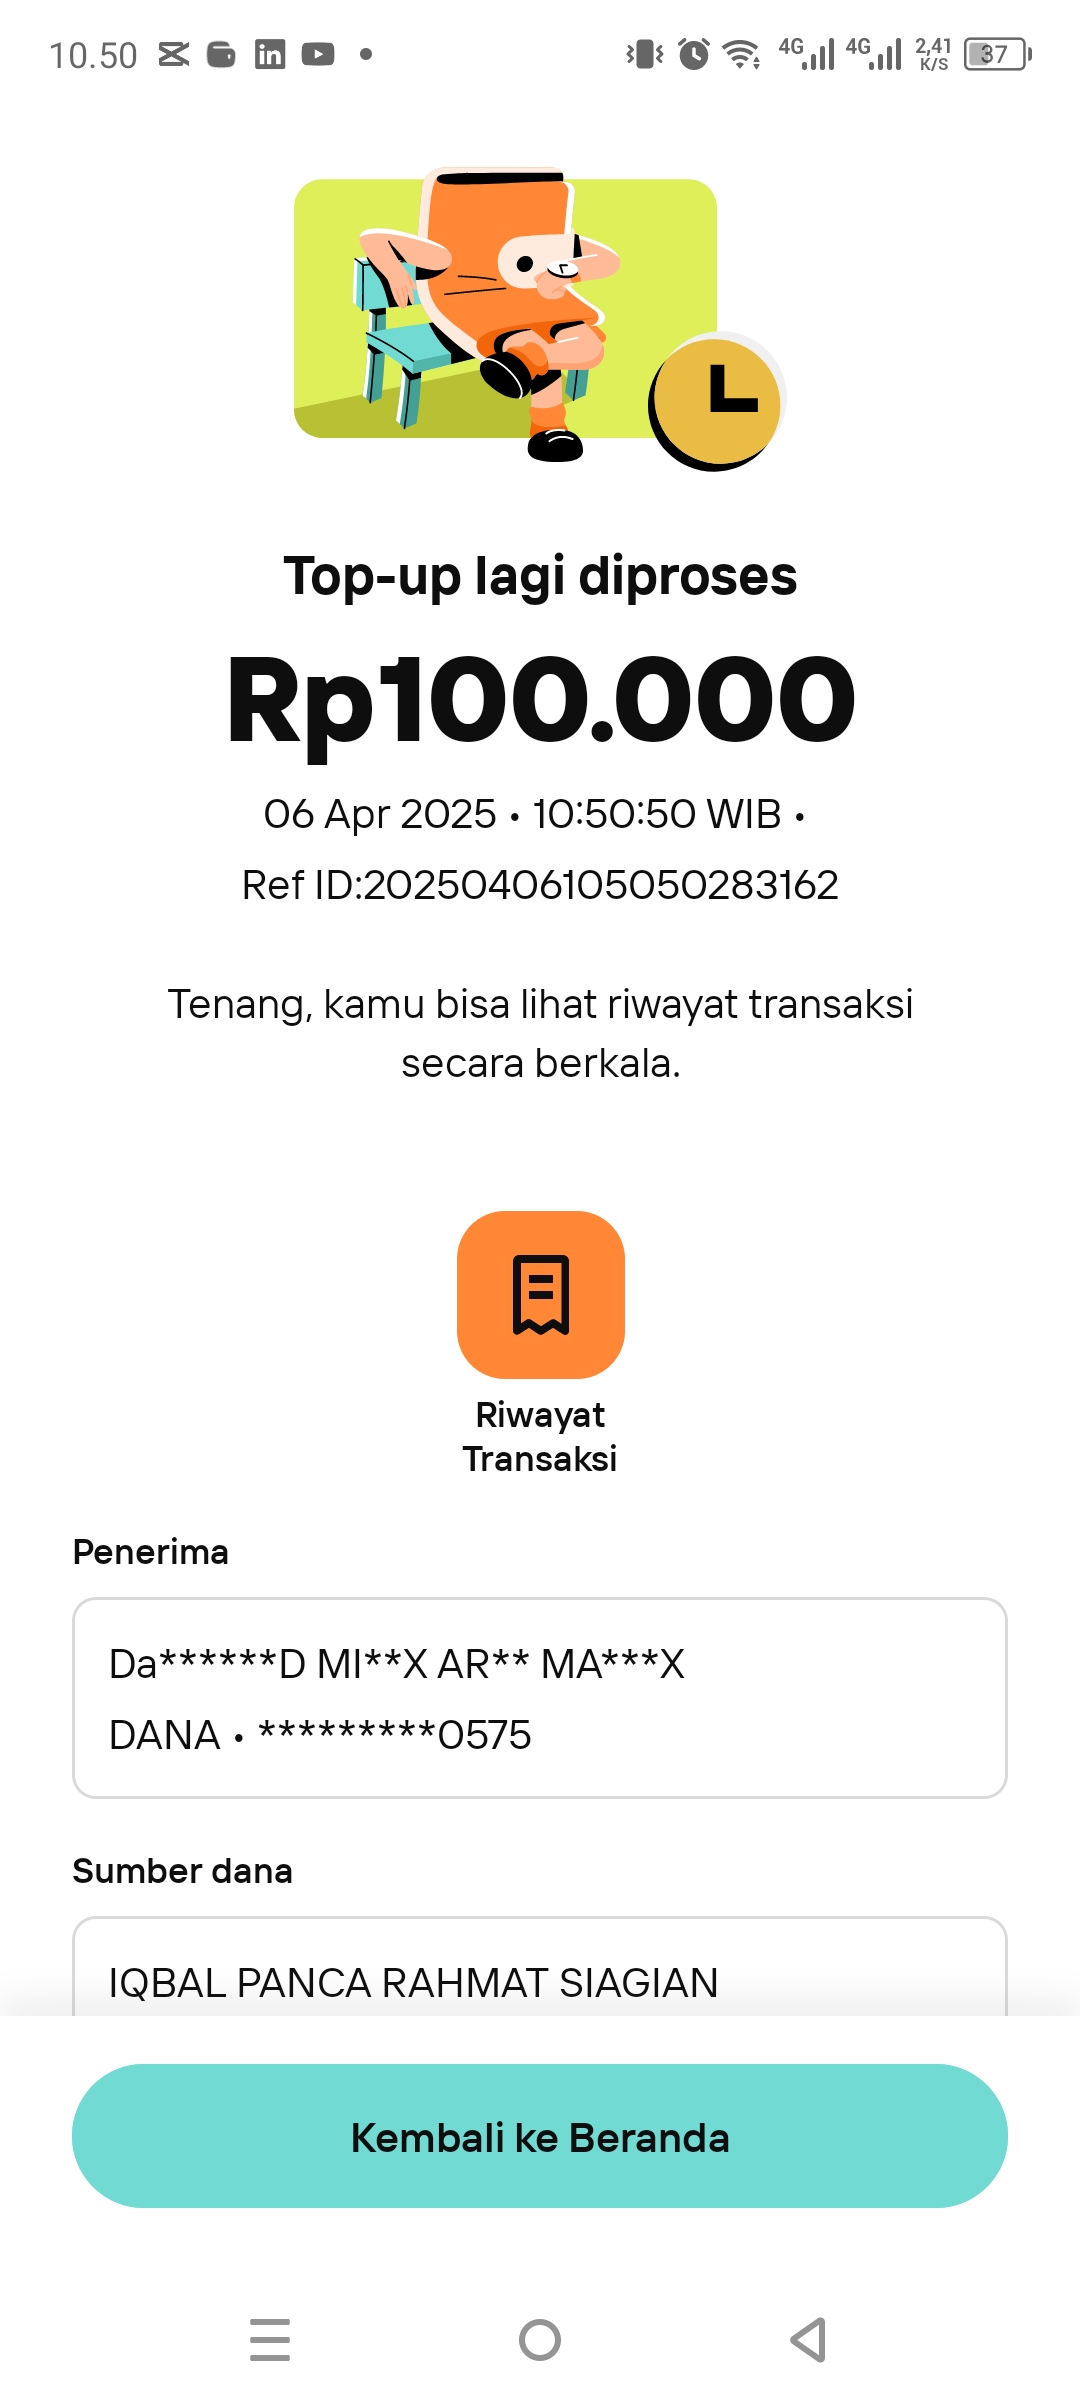 10.50
4G 4G 2,41 K/S 37
Top-up lagi diproses
Rp100.000
06 Apr 2025 • 10:50:50 WIB •
Ref ID:20250406105050283162
Tenang, kamu bisa lihat riwayat transaksi
secara berkala.
Riwayat
Transaksi
Penerima
Da******D MI**X AR** MA***X
DANA • *********0575
Sumber dana
IQBAL PANCA RAHMAT SIAGIAN
Kembali ke Beranda